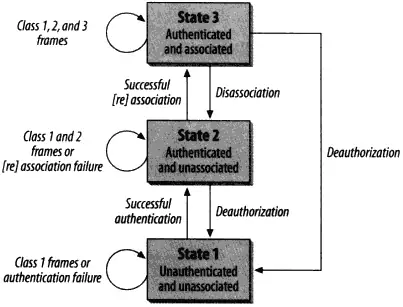 State 3
Authenticated
and associated
Class 1, 2, and 3
frames
Successful
[re] association
Disassociation
State 2
Authenticated
and unassociated
Class 1 and 2
frames or
[re] association failure
Deauthorization
Successful
authentication
Deauthorization
State 1
Unauthenticated
and unassociated
Class 1 frames or
authentication failure